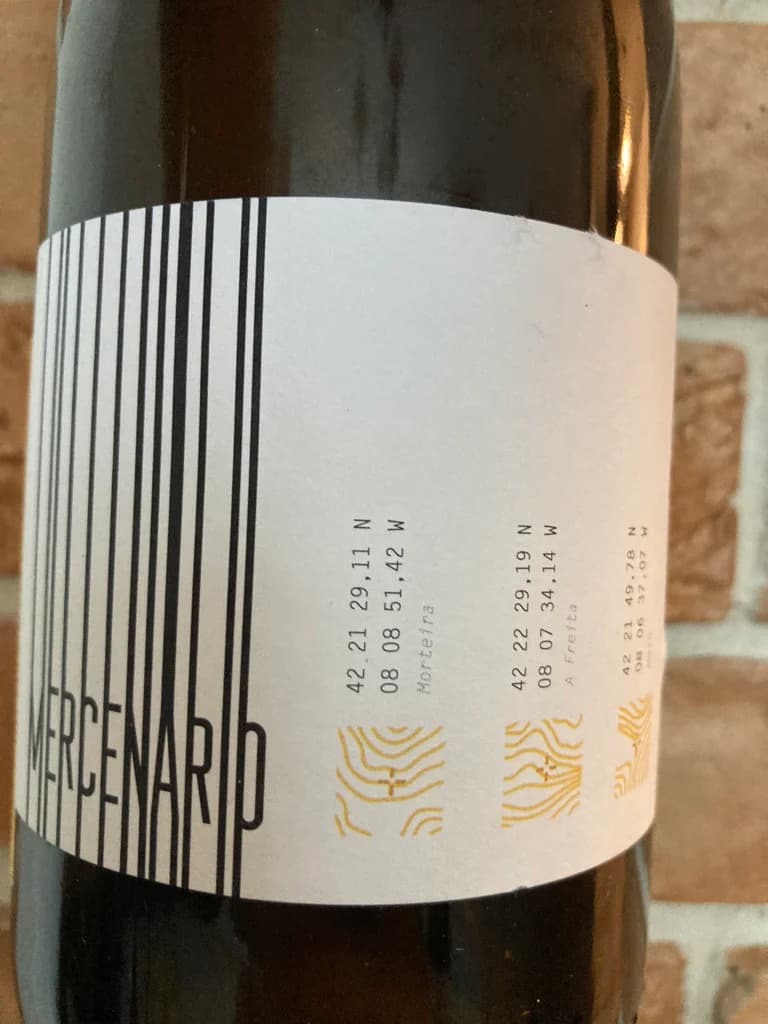 MERCENARIO
42 21 29,11 N
08 08 51,42 W
Morteira
42 22 29,19 N
08 07 34,14 W
A Freita
42 21 49,78 N
08 06 37,07 W